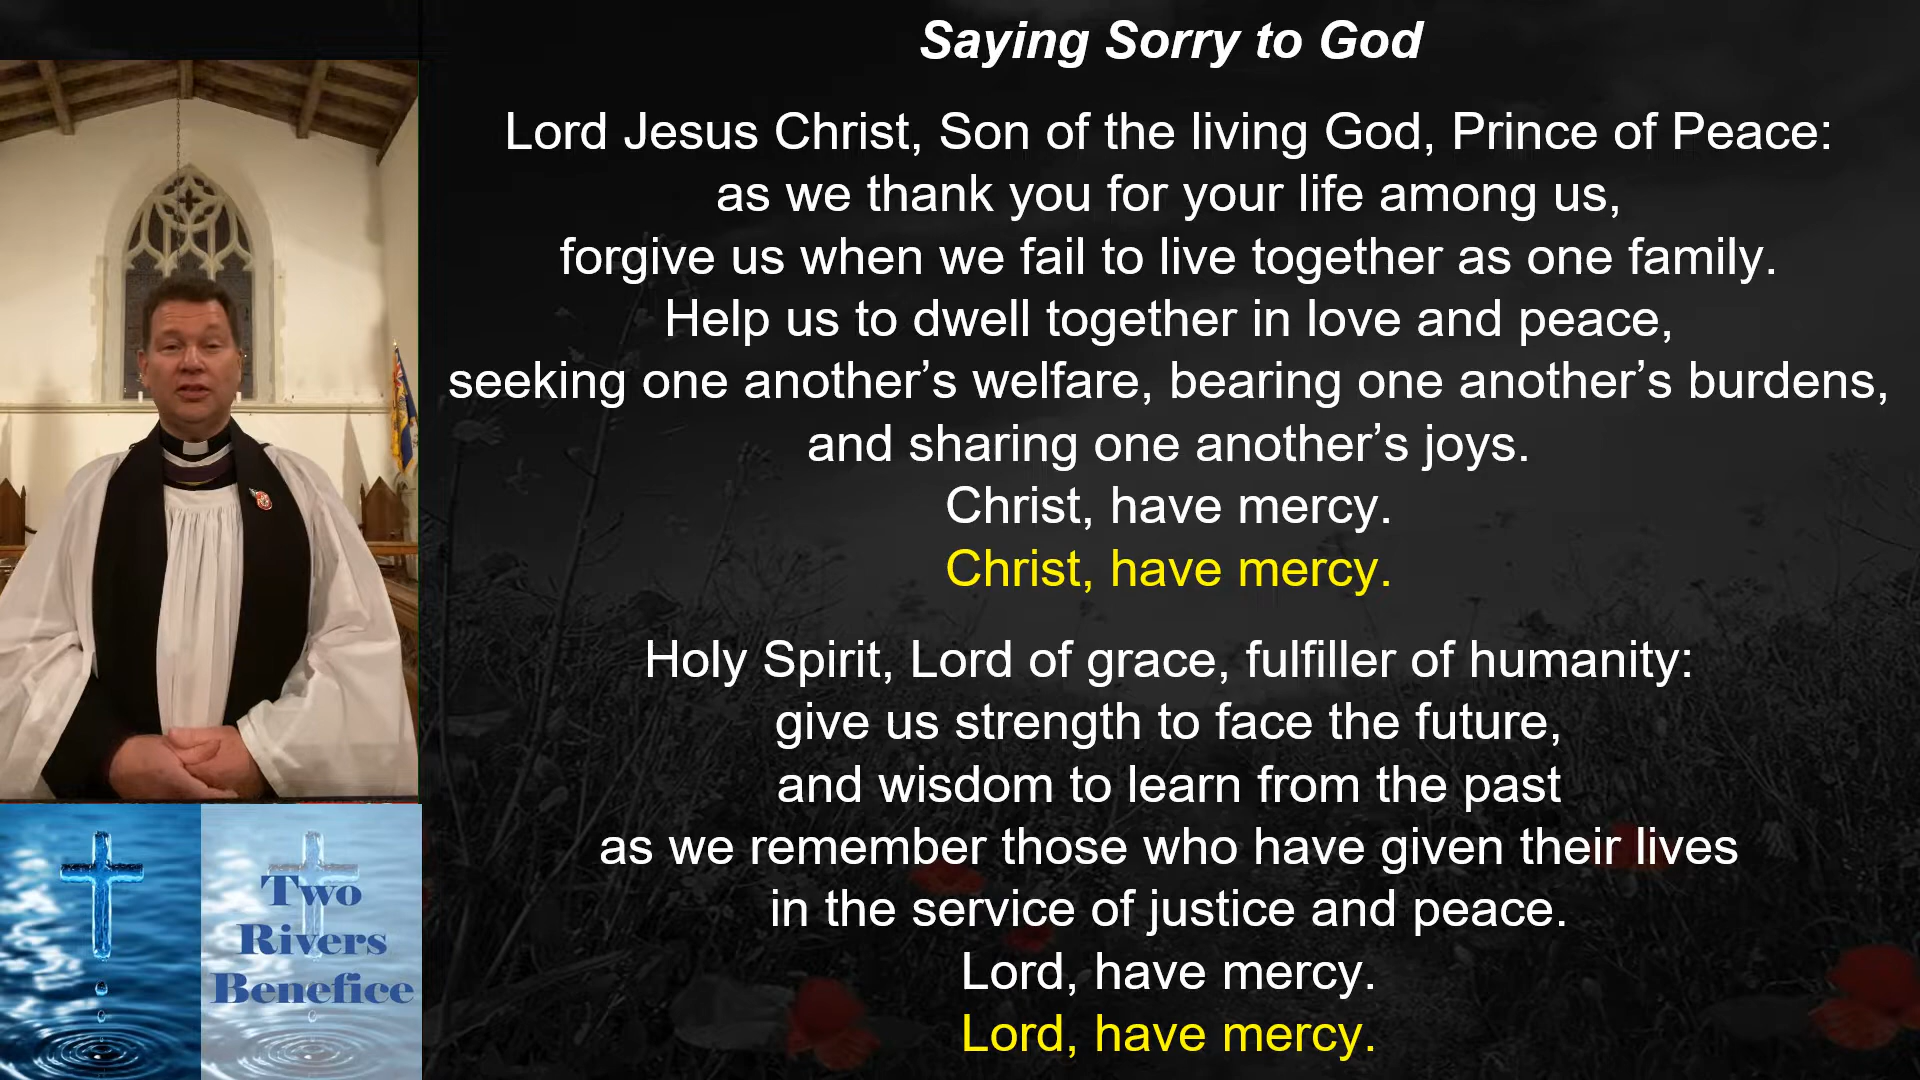 Saying Sorry to God
Lord Jesus Christ, Son of the living God, Prince of Peace:
as we thank you for your life among us,
forgive us when we fail to live together as one family.
Help us to dwell together in love and peace,
seeking one another’s welfare, bearing one another’s burdens,
and sharing one another’s joys.
Christ, have mercy.
Christ, have mercy.
Holy Spirit, Lord of grace, fulfiller of humanity:
give us strength to face the future,
and wisdom to learn from the past
as we remember those who have given their lives
in the service of justice and peace.
Lord, have mercy.
Lord, have mercy.
Two
Rivers
Benefice